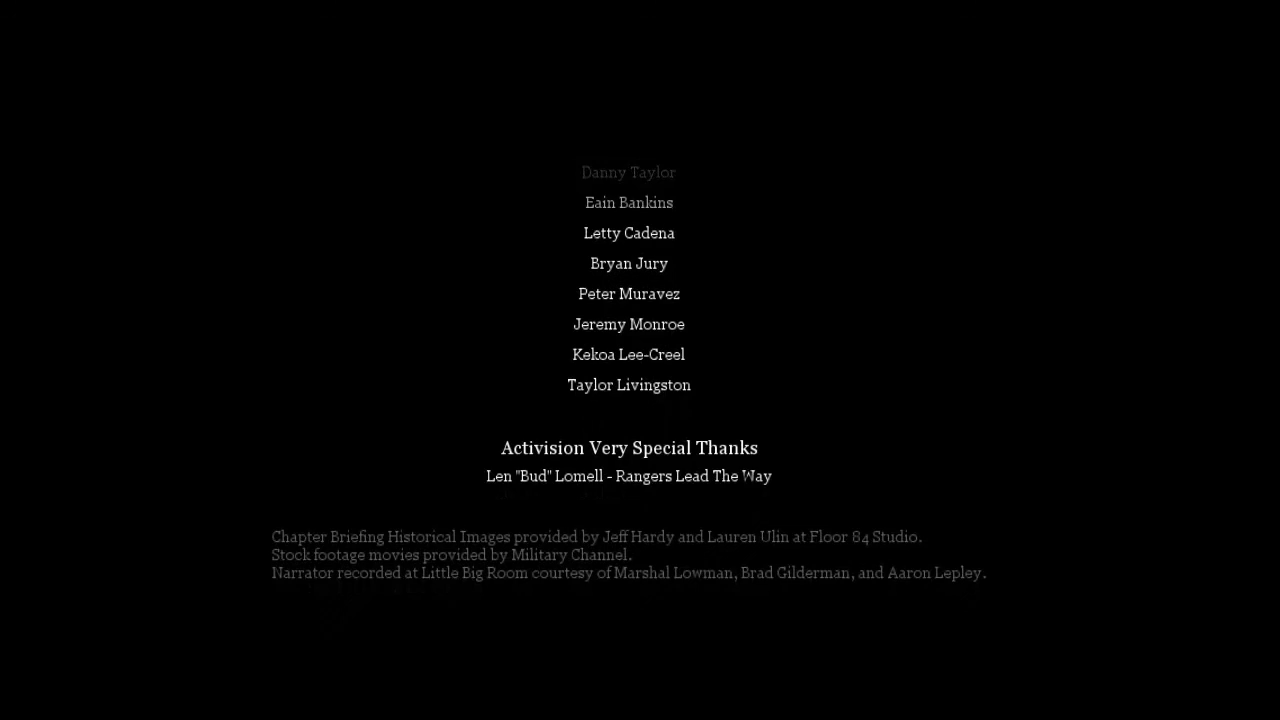 Danny Taylor
Eain Bankins
Letty Cadena
Bryan Jury
Peter Muravez
Jeremy Monroe
Kekoa Lee-Creel
Taylor Livingston
Activision Very Special Thanks
Len "Bud" Lomell - Rangers Lead The Way
Chapter Briefing Historical Images provided by Jeff Hardy and Lauren Ulin at Floor 84 Studio.
Stock footage movies provided by Military Channel.
Narrator recorded at Little Big Room courtesy of Marshal Lowman, Brad Gilderman, and Aaron Lepley.